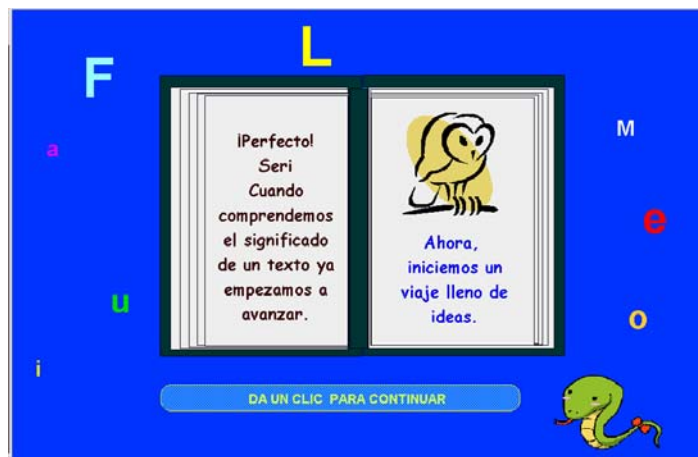 F
L
a
M
e
u
o
i
¡Perfecto!
Seri
Cuando
comprendemos
el significado
de un texto ya
empezamos a
avanzar.
Ahora,
iniciemos un
viaje lleno de
ideas.
DA UN CLIC PARA CONTINUAR